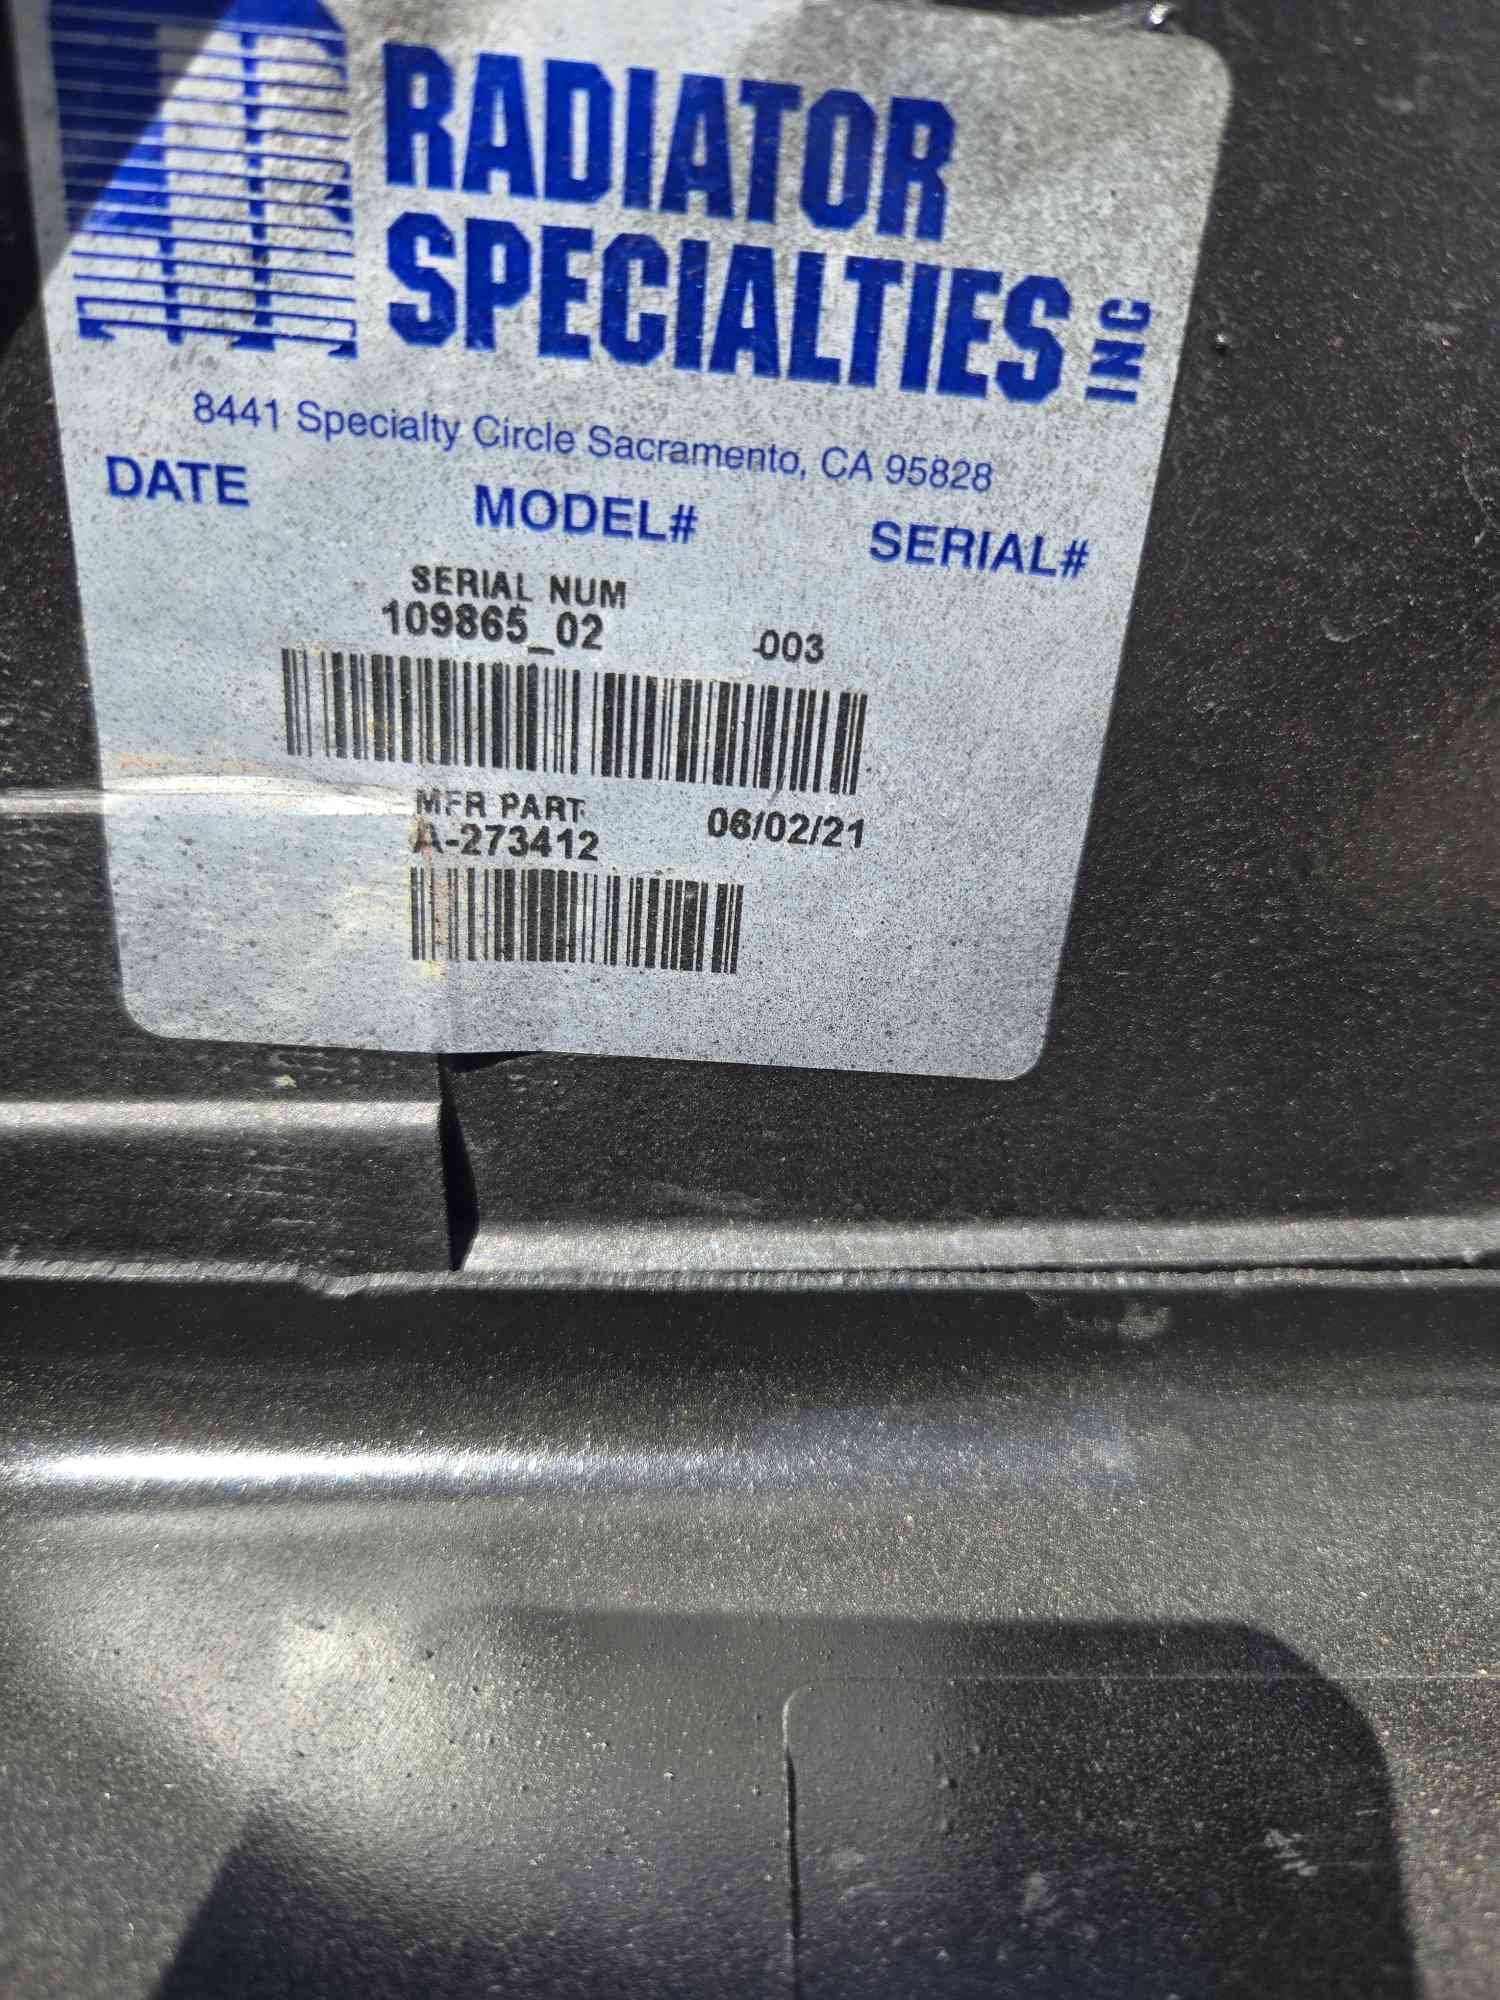 RADIATOR
SPECIALTIES INC
8441 Specialty Circle Sacramento, CA 95828
DATE MODEL# SERIAL#
SERIAL NUM
109865_02 003
MFR PART
A-273412 06/02/21